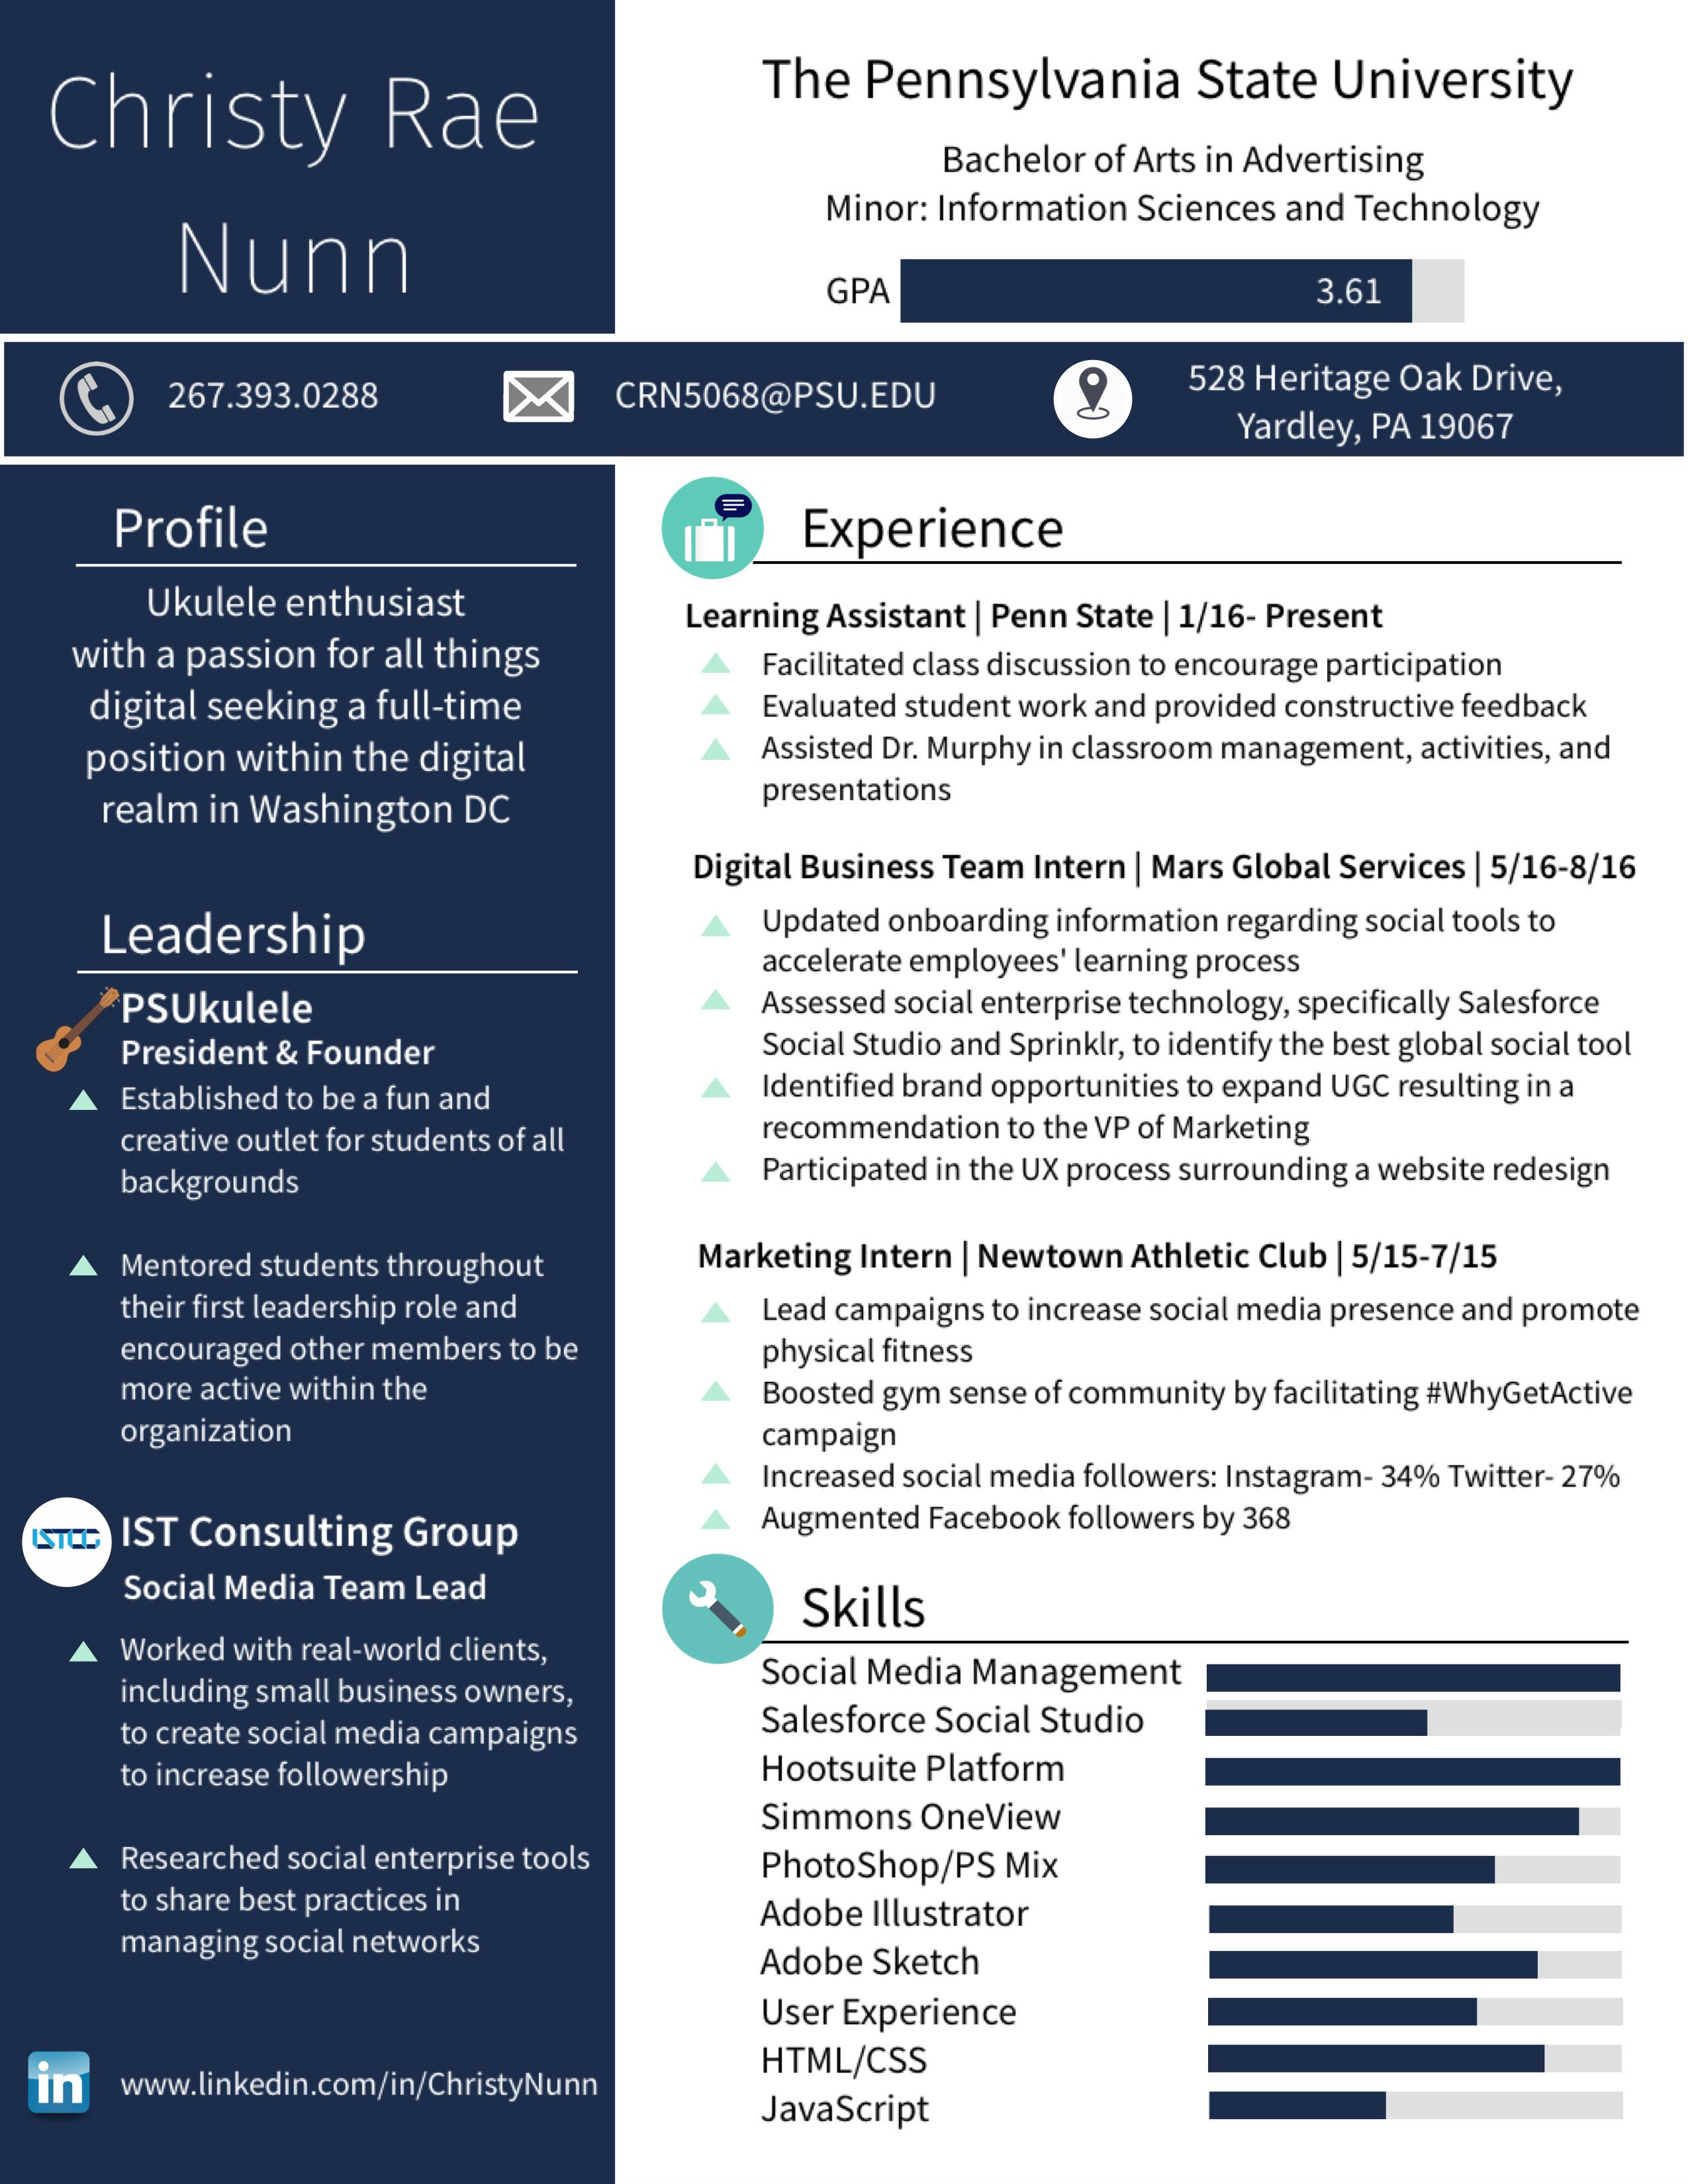 Christy Rae
Nunn
The Pennsylvania State University
Bachelor of Arts in Advertising
Minor: Information Sciences and Technology
GPA 3.61
267.393.0288
CRN5068@PSU.EDU
528 Heritage Oak Drive,
Yardley, PA 19067
Profile
Ukulele enthusiast
with a passion for all things
digital seeking a full-time
position within the digital
realm in Washington DC
Leadership
PSUkulele
President & Founder
Established to be a fun and
creative outlet for students of all
backgrounds
Mentored students throughout
their first leadership role and
encouraged other members to be
more active within the
organization
ISTCG
IST Consulting Group
Social Media Team Lead
Worked with real-world clients,
including small business owners,
to create social media campaigns
to increase followership
Researched social enterprise tools
to share best practices in
managing social networks
in
www.linkedin.com/in/ChristyNunn
Experience
Learning Assistant | Penn State | 1/16- Present
Facilitated class discussion to encourage participation
Evaluated student work and provided constructive feedback
Assisted Dr. Murphy in classroom management, activities, and
presentations
Digital Business Team Intern | Mars Global Services | 5/16-8/16
Updated onboarding information regarding social tools to
accelerate employees' learning process
Assessed social enterprise technology, specifically Salesforce
Social Studio and Sprinklr, to identify the best global social tool
Identified brand opportunities to expand UGC resulting in a
recommendation to the VP of Marketing
Participated in the UX process surrounding a website redesign
Marketing Intern | Newtown Athletic Club | 5/15-7/15
Lead campaigns to increase social media presence and promote
physical fitness
Boosted gym sense of community by facilitating #WhyGetActive
campaign
Increased social media followers: Instagram- 34% Twitter- 27%
Augmented Facebook followers by 368
Skills
Social Media Management
Salesforce Social Studio
Hootsuite Platform
Simmons OneView
PhotoShop/PS Mix
Adobe Illustrator
Adobe Sketch
User Experience
HTML/CSS
JavaScript